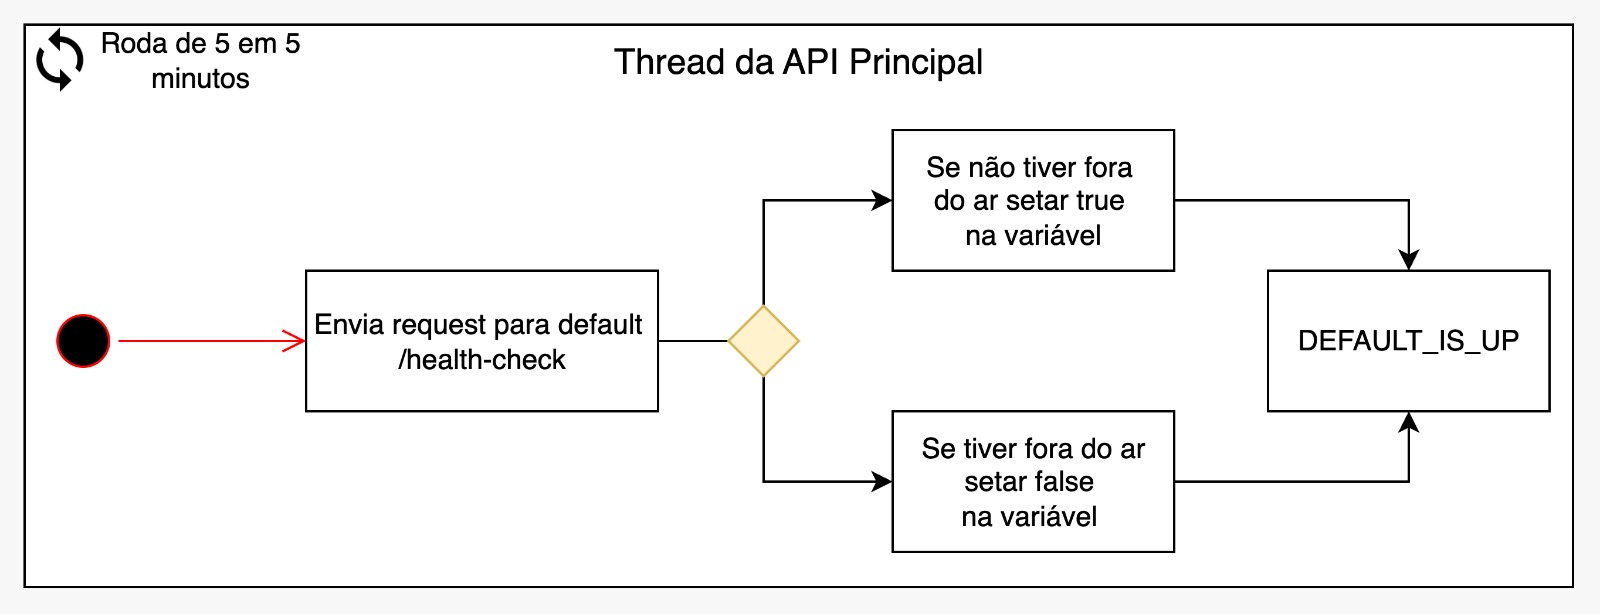 Roda de 5 em 5
minutos
Thread da API Principal
Envia request para default
/health-check
Se não tiver fora
do ar setar true
na variável
Se tiver fora do ar
setar false
na variável
DEFAULT_IS_UP